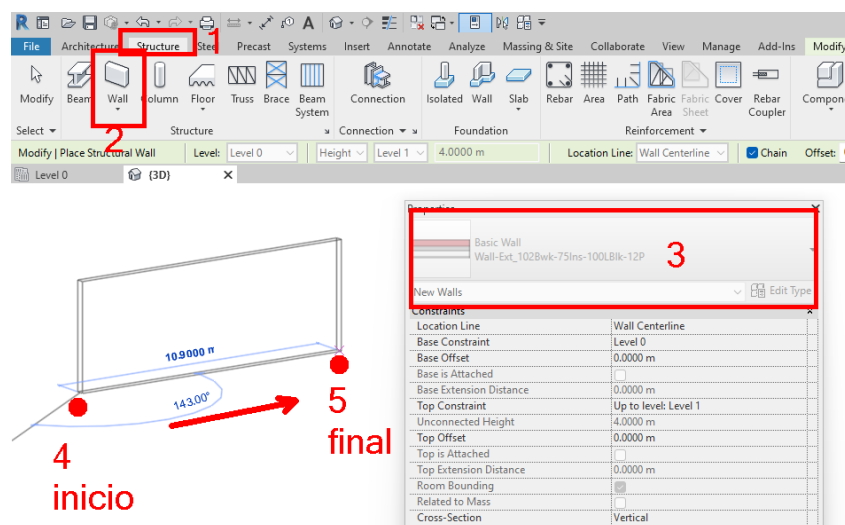 R A
1
File Architecture Structure Steel Precast Systems Insert Annotate Analyze Massing & Site Collaborate View Manage Add-Ins Modify
Modify Beam Wall Column Floor Truss Brace Beam System Connection Isolated Wall Slab Rebar Area Path Fabric Area Fabric Sheet Cover Rebar Coupler
2
Select Structure Connection Foundation Reinforcement
Modify | Place Structural Wall Level: Level 0 Height Level 1 4.0000 m Location Line: Wall Centerline Chain Offset:
Level 0 {3D} X
Properties X
Basic Wall
Wall-Ext_102Bwk-75Ins-100LBlk-12P
3
New Walls Edit Type
Constraints
Location Line Wall Centerline
Base Constraint Level 0
Base Offset 0.0000 m
Base is Attached
Base Extension Distance 0.0000 m
Top Constraint Up to level: Level 1
Unconnected Height 4.0000 m
Top Offset 0.0000 m
Top is Attached
Top Extension Distance 0.0000 m
Room Bounding
Related to Mass
Cross-Section Vertical
10.9000
143.00°
5
final
4
inicio